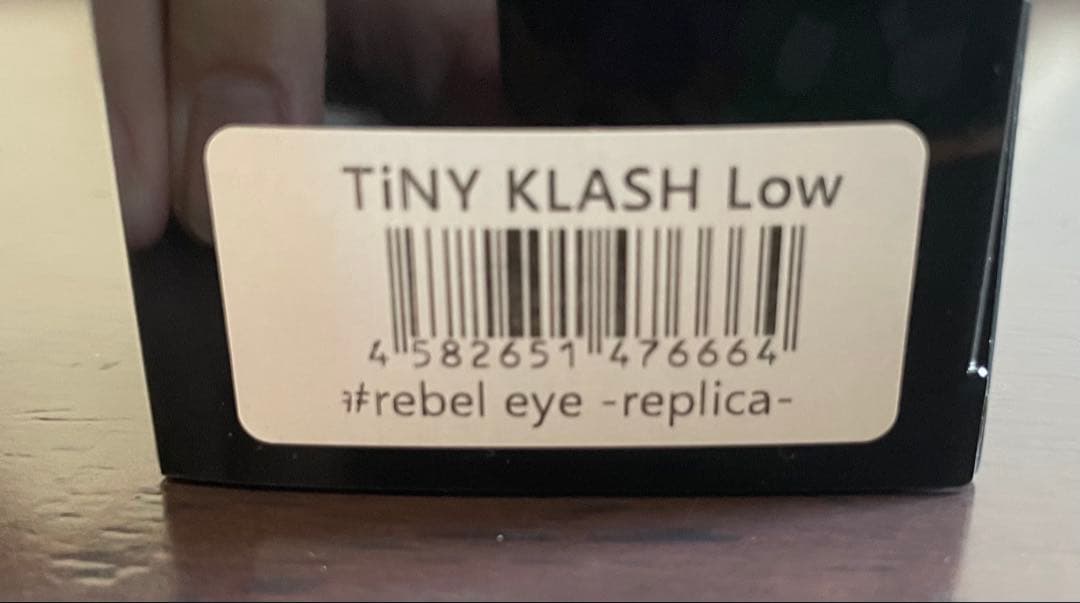 TiNY KLASH Low
4 582651 476664
#rebel eye -replica-